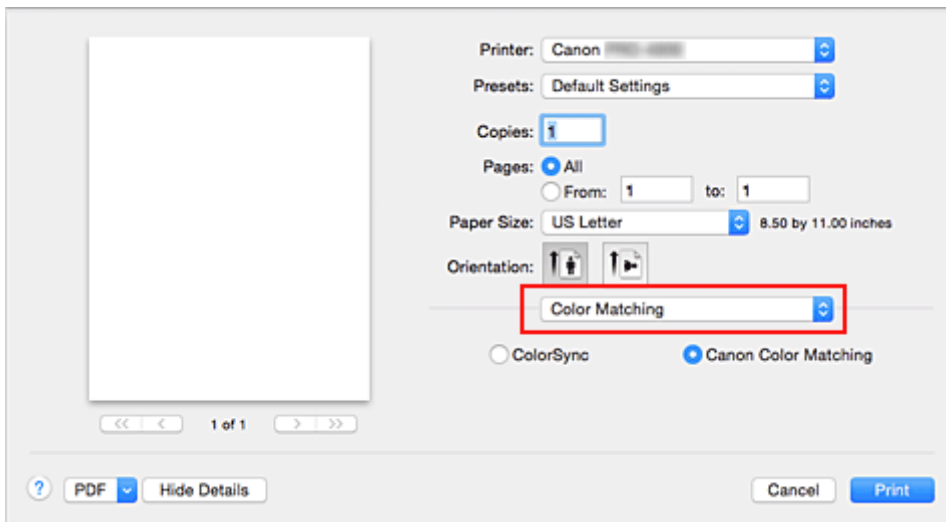 Printer: Canon
Presets: Default Settings
Copies: 1
Pages: All
From: 1 to: 1
Paper Size: US Letter 8.50 by 11.00 inches
Orientation:
Color Matching
ColorSync Canon Color Matching
1 of 1
? PDF Hide Details Cancel Print